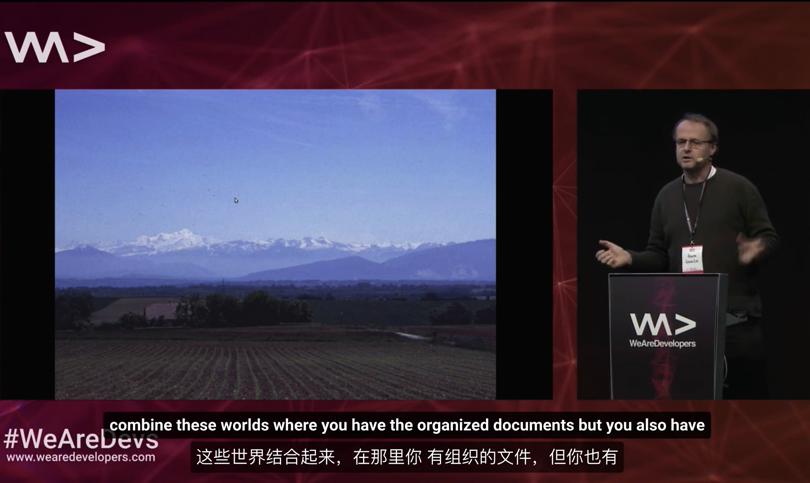 WA>
WA>
WeAreDevelopers
combine these worlds where you have the organized documents but you also have
#WeAreDevs
这些世界结合起来，在那里你 有组织的文件，但你也有
www.wearedevelopers.com